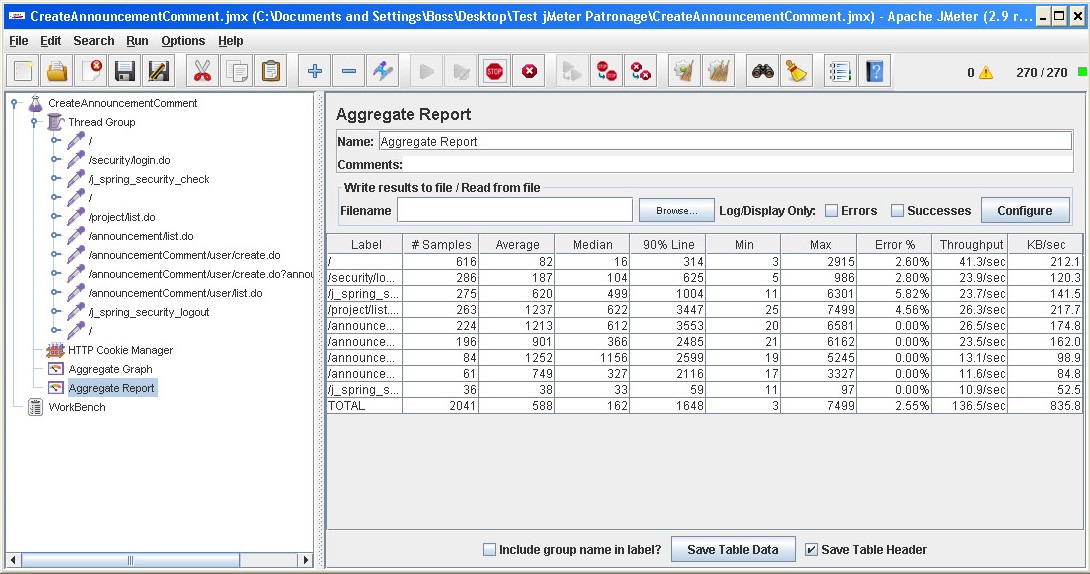 CreateAnnouncementComment.jmx (C:\Documents and Settings\Boss\Desktop\Test jMeter Patronage\CreateAnnouncementComment.jmx) - Apache JMeter (2.9 r...
File Edit Search Run Options Help
STOP 0 270 / 270
CreateAnnouncementComment
Thread Group
/
/security/login.do
/j_spring_security_check
/
/project/list.do
/announcement/list.do
/announcementComment/user/create.do
/announcementComment/user/create.do?annou
/announcementComment/user/list.do
/j_spring_security_logout
/
HTTP Cookie Manager
Aggregate Graph
Aggregate Report
WorkBench
Aggregate Report
Name: Aggregate Report
Comments:
Write results to file / Read from file
Filename Browse... Log/Display Only: Errors Successes Configure
Label # Samples Average Median 90% Line Min Max Error % Throughput KB/sec
/ 616 82 16 314 3 2915 2.60% 41.3/sec 212.1
/security/lo... 286 187 104 625 5 986 2.80% 23.9/sec 120.3
/j_spring_s... 275 620 499 1004 11 6301 5.82% 23.7/sec 141.5
/project/list.... 263 1237 622 3447 25 7499 4.56% 26.3/sec 217.7
/announce... 224 1213 612 3553 20 6581 0.00% 26.5/sec 174.8
/announce... 196 901 366 2485 21 6162 0.00% 23.5/sec 162.0
/announce... 84 1252 1156 2599 19 5245 0.00% 13.1/sec 98.9
/announce... 61 749 327 2116 17 3327 0.00% 11.6/sec 84.8
/j_spring_s... 36 38 33 59 11 97 0.00% 10.9/sec 52.5
TOTAL 2041 588 162 1648 3 7499 2.55% 136.5/sec 835.8
Include group name in label? Save Table Data Save Table Header